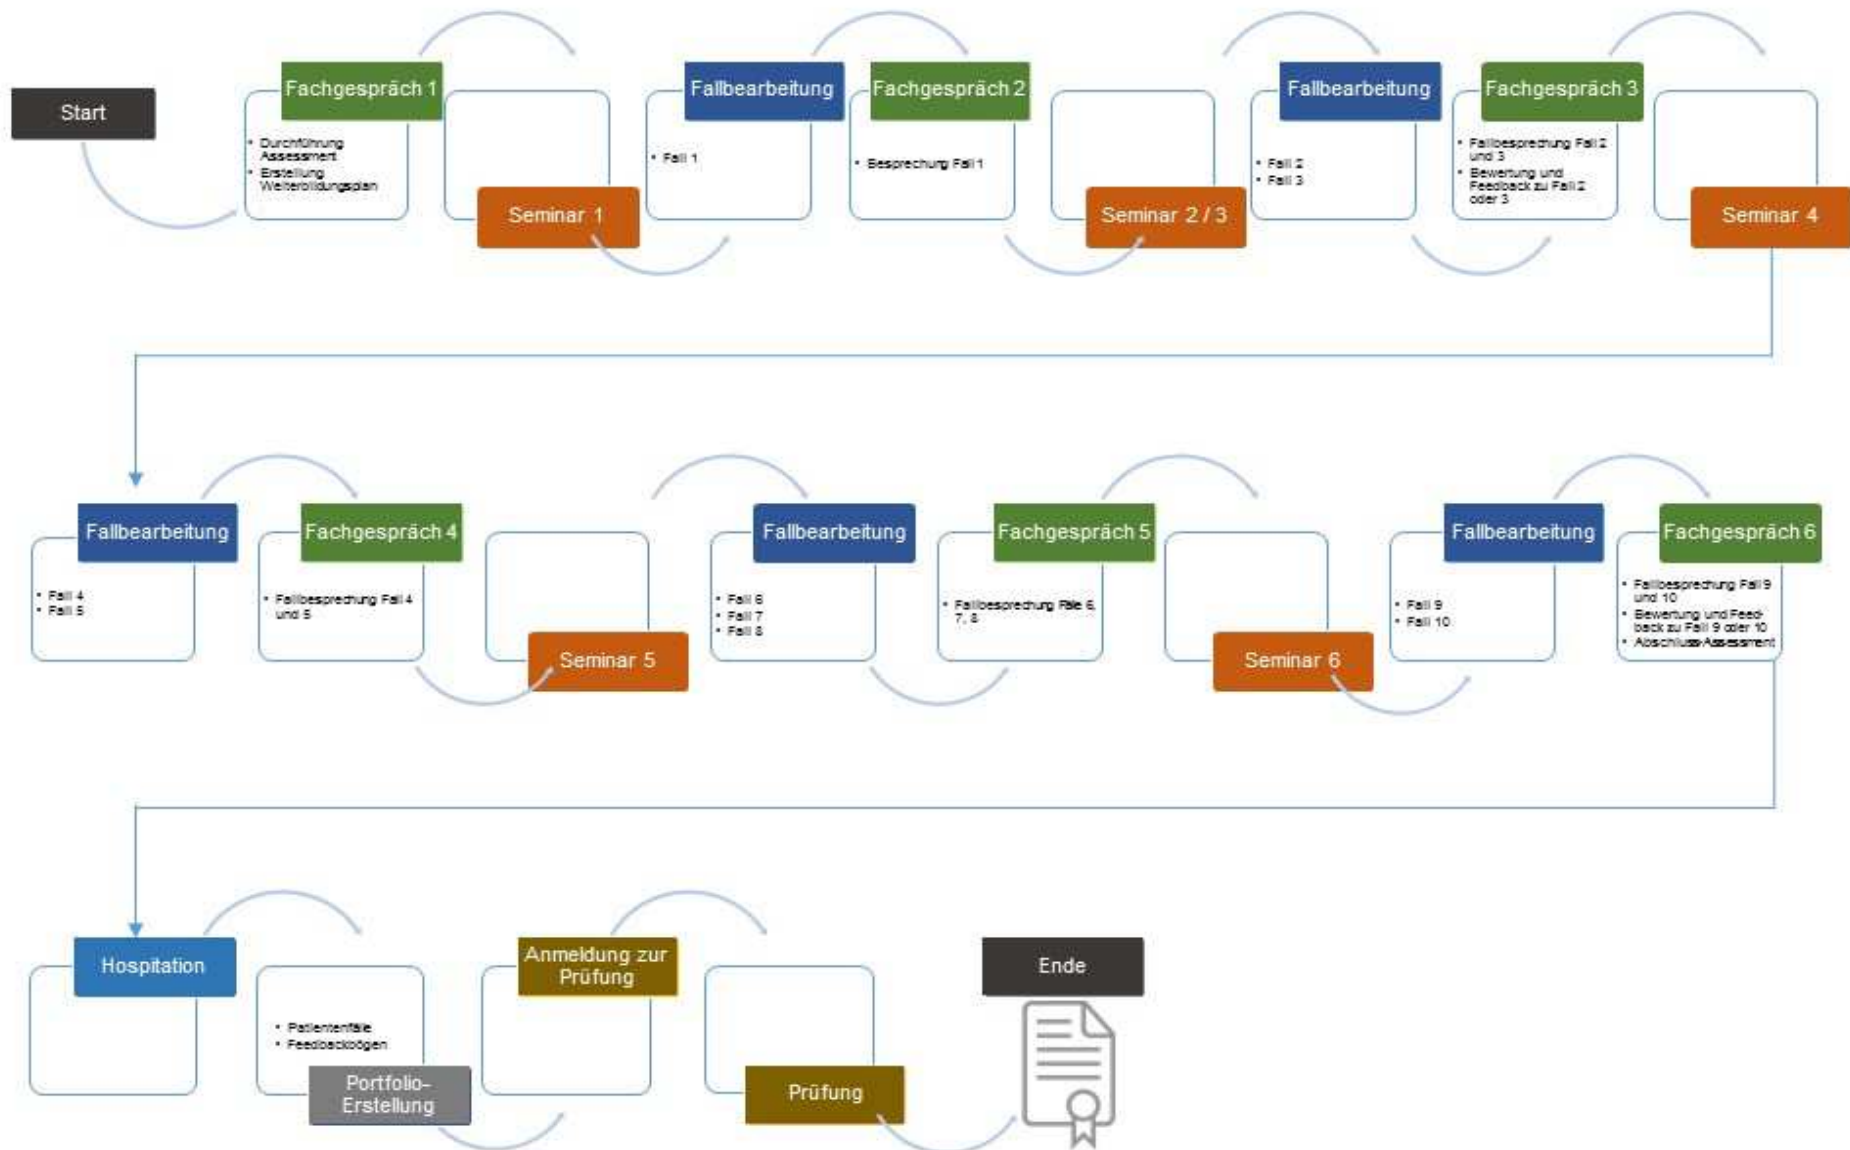 Start
Fachgespräch 1
• Durchführung
Assessment
• Erstellung
Weiterbildungsplan
Seminar 1
Fallbearbeitung
• Fall 1
Fachgespräch 2
• Besprechung Fall 1
Seminar 2 / 3
Fallbearbeitung
• Fall 2
• Fall 3
Fachgespräch 3
• Fallbesprechung Fall 2
und 3
• Bewertung und
Feedback zu Fall 2
oder 3
Seminar 4
Fallbearbeitung
• Fall 4
• Fall 5
Fachgespräch 4
• Fallbesprechung Fall 4
und 5
Seminar 5
Fallbearbeitung
• Fall 6
• Fall 7
• Fall 8
Fachgespräch 5
• Fallbesprechung Fälle 6,
7, 8
Seminar 6
Fallbearbeitung
• Fall 9
• Fall 10
Fachgespräch 6
• Fallbesprechung Fall 9
und 10
• Bewertung und Feed-
back zu Fall 9 oder 10
• Abschluss-Assessment
Hospitation
• Patientenfälle
• Feedbackbögen
Portfolio-
Erstellung
Anmeldung zur
Prüfung
Prüfung
Ende